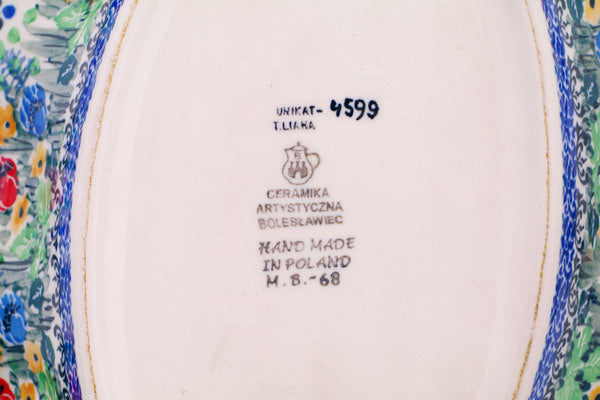 UNIKAT- 4599
T.LIANA
B
CERAMIKA
ARTYSTYCZNA
BOLESŁAWIEC
HAND MADE
IN POLAND
M.B.-68